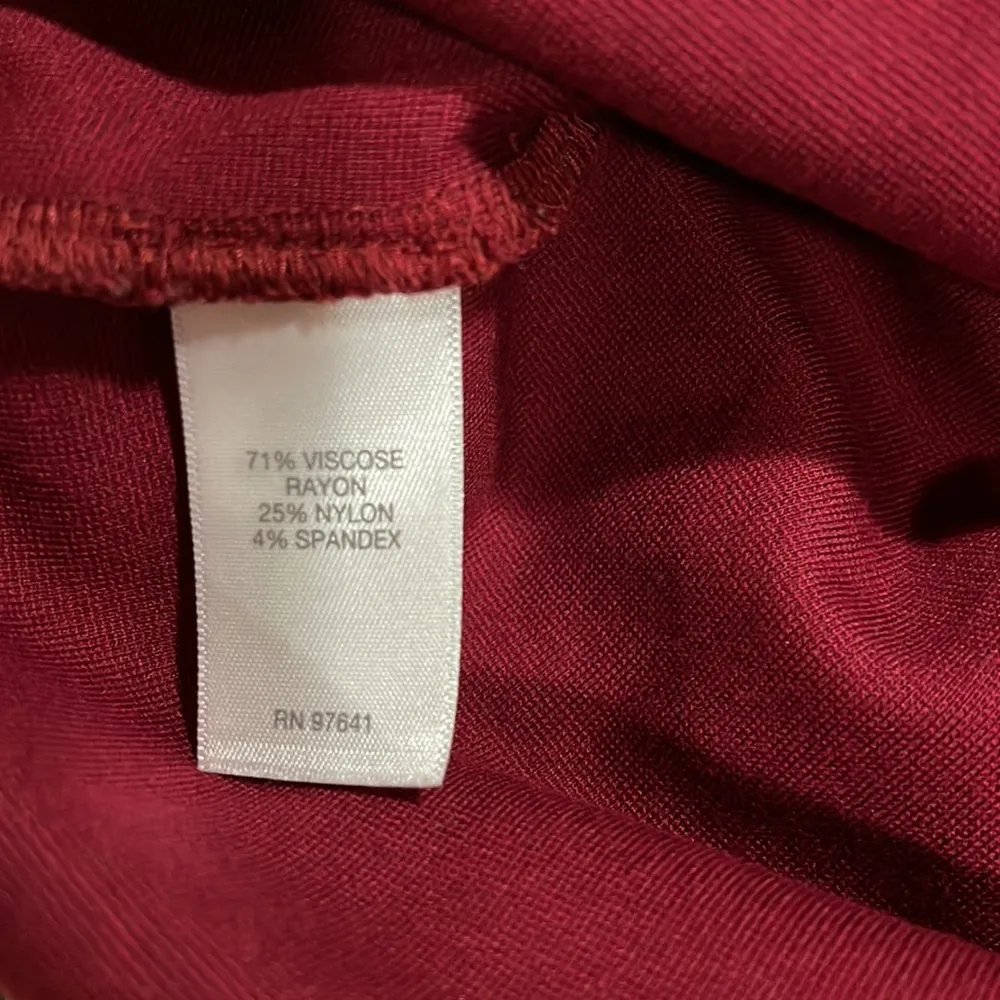 71% VISCOSE
RAYON
25% NYLON
4% SPANDEX
RN 97641